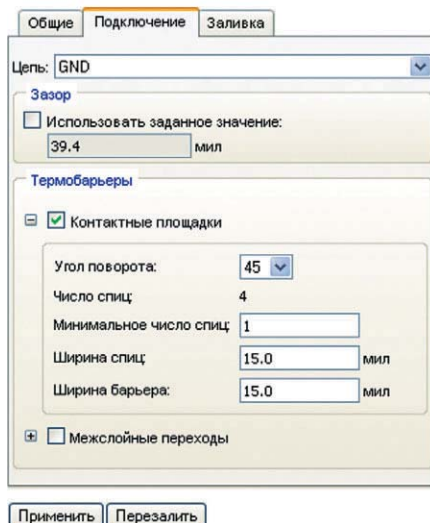 Общие Подключение Заливка
Цепь: GND
Зазор
Использовать заданное значение:
39.4 мил
Термобарьеры
Контактные площадки
Угол поворота: 45
Число спиц: 4
Минимальное число спиц: 1
Ширина спиц: 15.0 мил
Ширина барьера: 15.0 мил
Межслойные переходы
Применить Перезалить